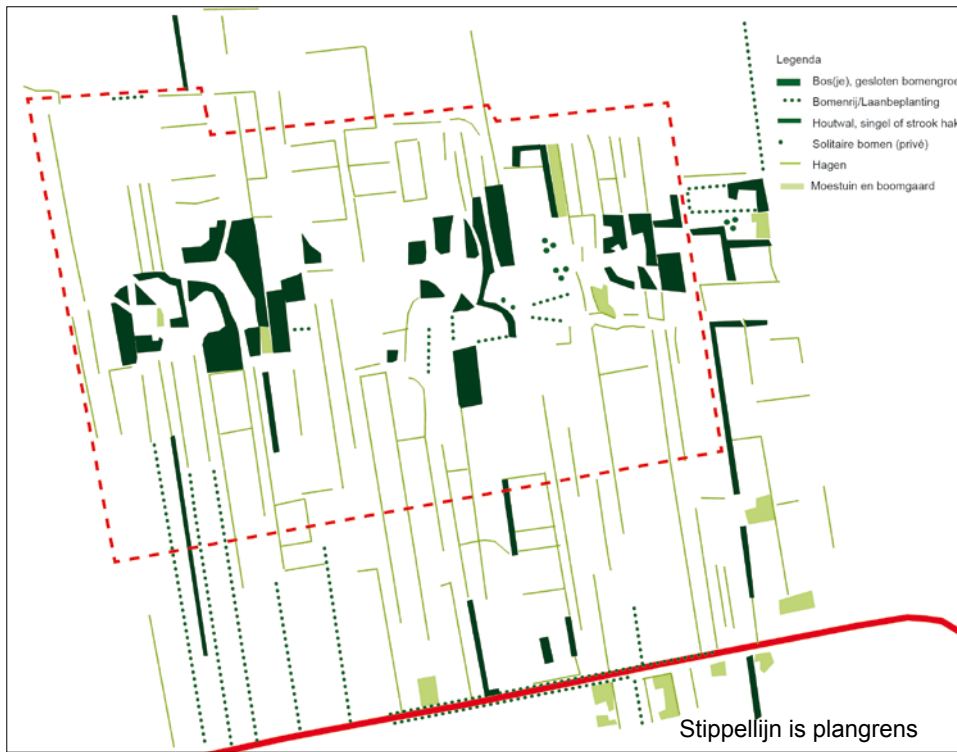 Legenda
Bos(je), gesloten bomengroe
Bomenrij/Laanbeplanting
Houtwal, singel of strook hak
Solitaire bomen (privé)
Hagen
Moestuin en boomgaard
Stippellijn is plangrens